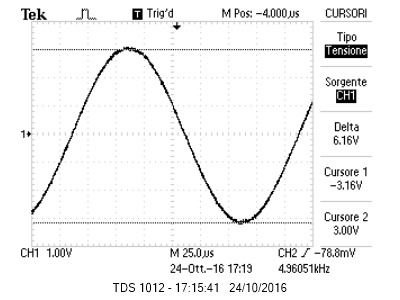 Tek T Trig'd M Pos: -4.000µs CURSORI
Tipo
Tensione
Sorgente
CH1
Delta
6.16V
1
Cursore 1
-3.16V
Cursore 2
3.00V
CH1 1.00V M 25.0µs CH2 -78.8mV
24-Ott.-16 17:19 4.96051kHz
TDS 1012 - 17:15:41 24/10/2016